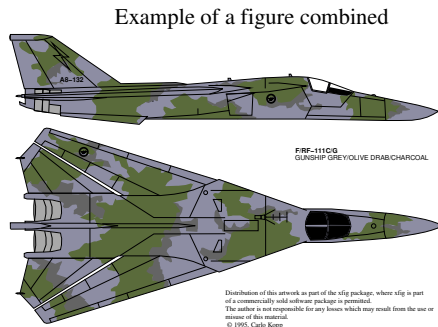 Example of a figure combined
A8-132
F/RF-111C/G
GUNSHIP GREY/OLIVE DRAB/CHARCOAL
Distribution of this artwork as part of the xfig package, where xfig is part
of a commercially sold software package is permitted.
The author is not responsible for any losses which may result from the use or
misuse of this material.
© 1995. Carlo Kopp